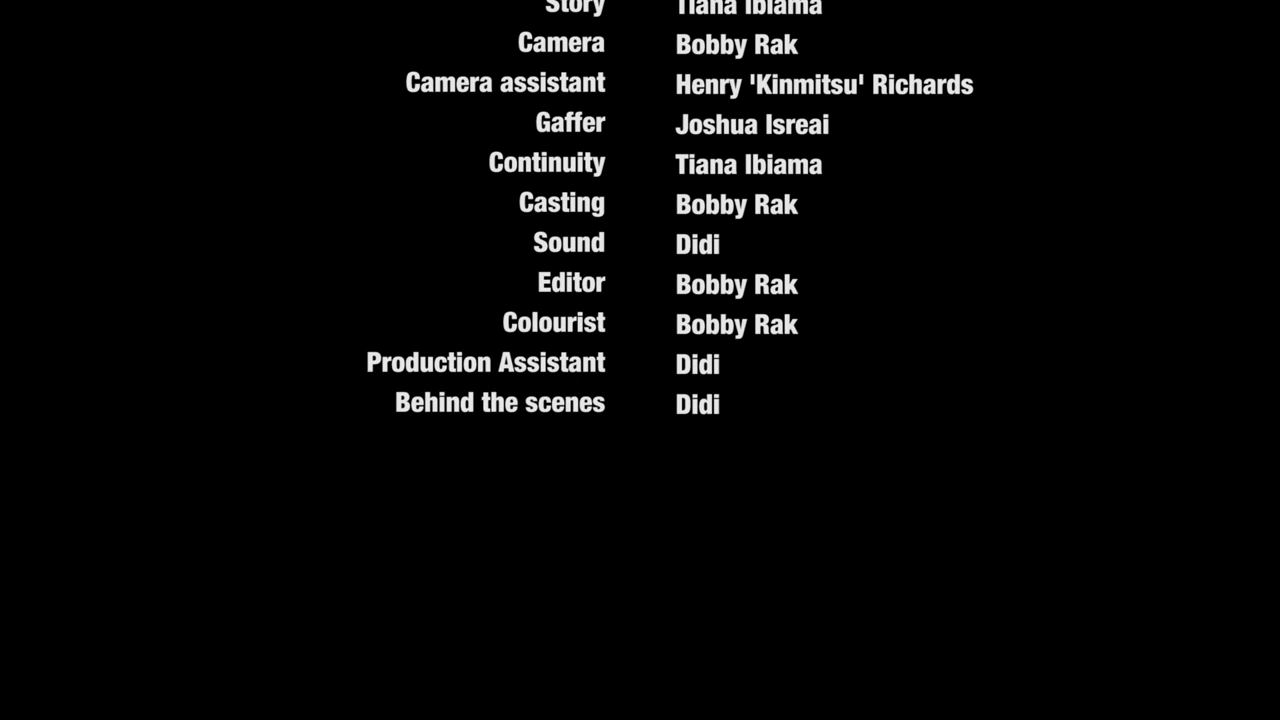 Story Tiana Ibiama
Camera Bobby Rak
Camera assistant Henry 'Kinmitsu' Richards
Gaffer Joshua Isreai
Continuity Tiana Ibiama
Casting Bobby Rak
Sound Didi
Editor Bobby Rak
Colourist Bobby Rak
Production Assistant Didi
Behind the scenes Didi